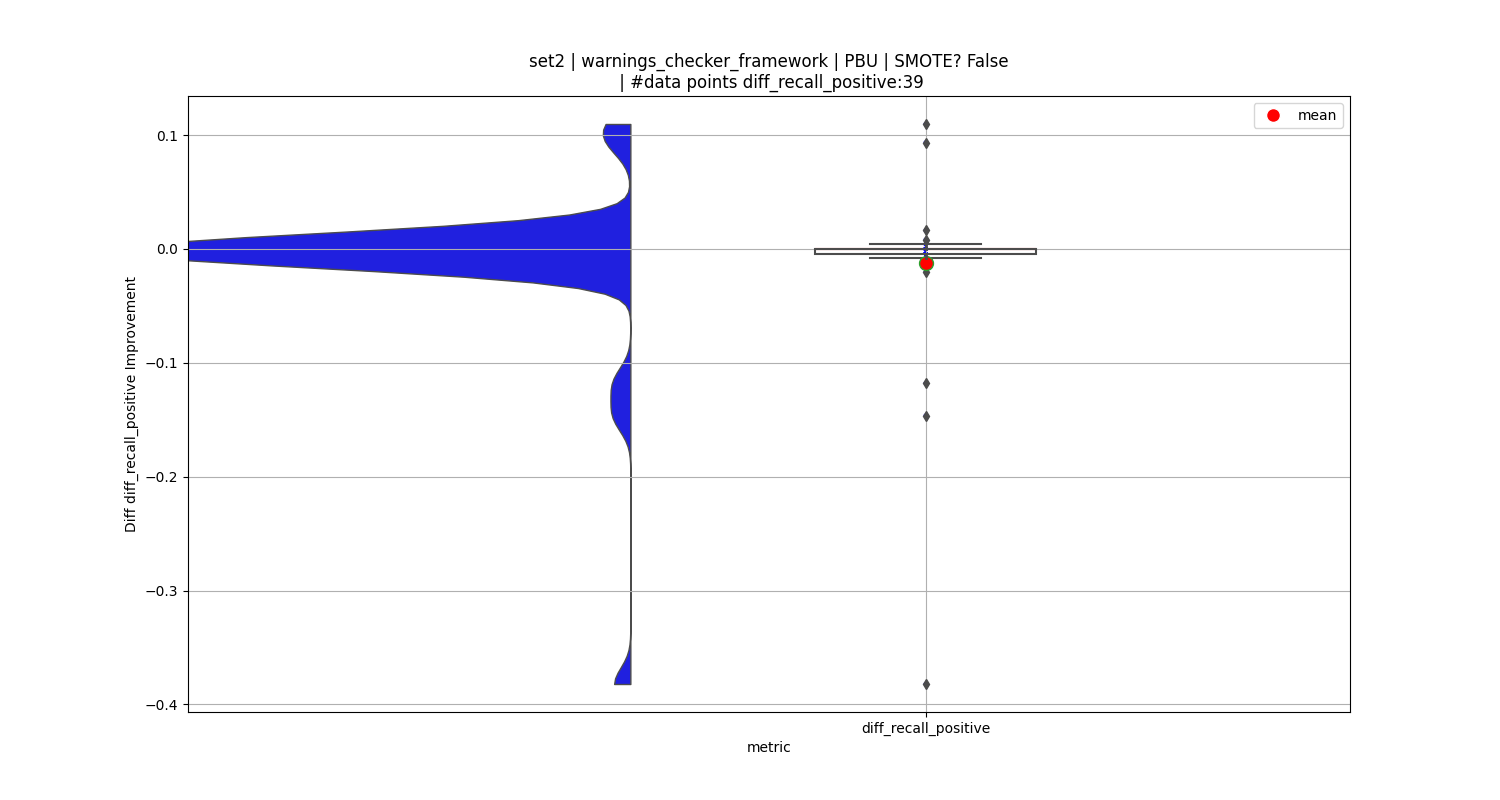 set2 | warnings_checker_framework | PBU | SMOTE? False
| #data points diff_recall_positive:39
mean
0.1
0.0
−0.1
−0.2
−0.3
−0.4
Diff diff_recall_positive Improvement
diff_recall_positive
metric